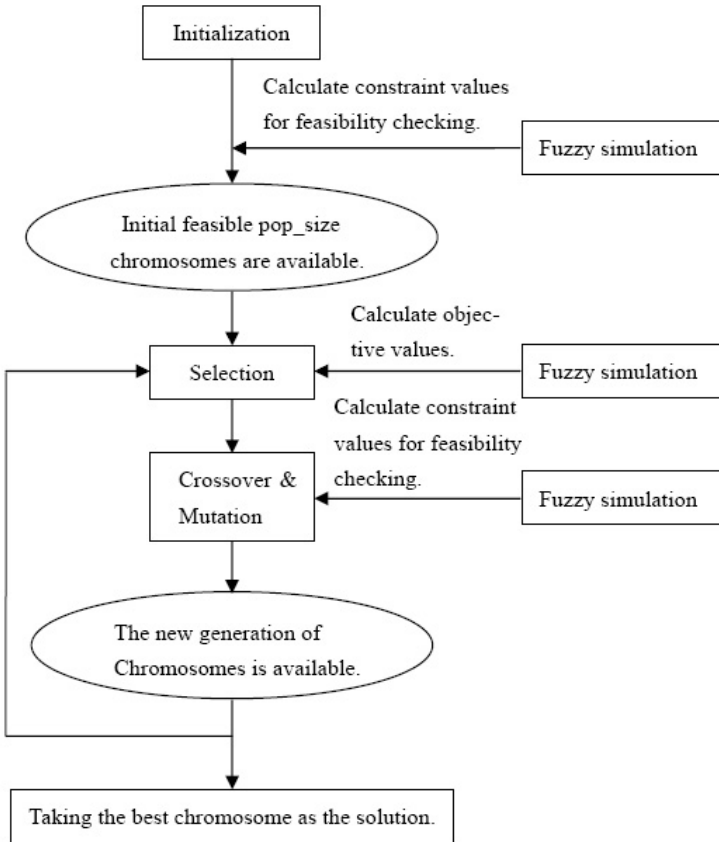 Initialization
Calculate constraint values
for feasibility checking.
Fuzzy simulation
Initial feasible pop_size
chromosomes are available.
Calculate objec-
tive values.
Selection
Fuzzy simulation
Calculate constraint
values for feasibility
checking.
Crossover &
Mutation
Fuzzy simulation
The new generation of
Chromosomes is available.
Taking the best chromosome as the solution.